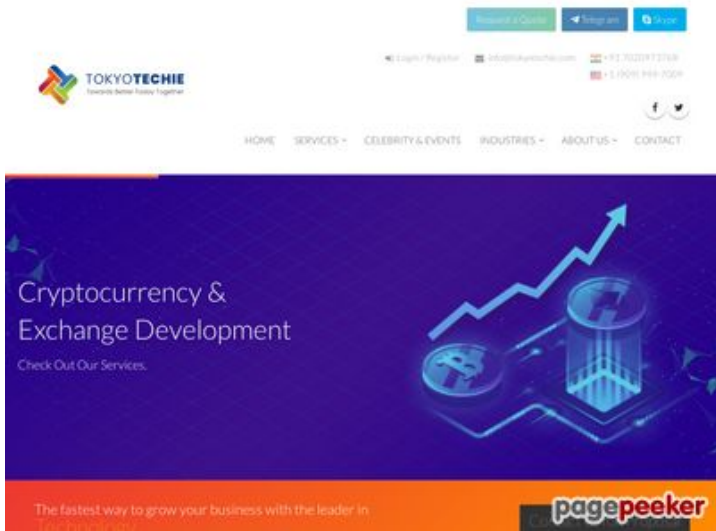 Request a Quote Telegram Skype
Login / Register info@tokyotechie.com
TOKYOTECHIE
Towards Better Today Together
HOME SERVICES CELEBRITY & EVENTS INDUSTRIES ABOUT US CONTACT
Cryptocurrency &
Exchange Development
Check Out Our Services.
The fastest way to grow your business with the leader in
Technology
pagepeeker